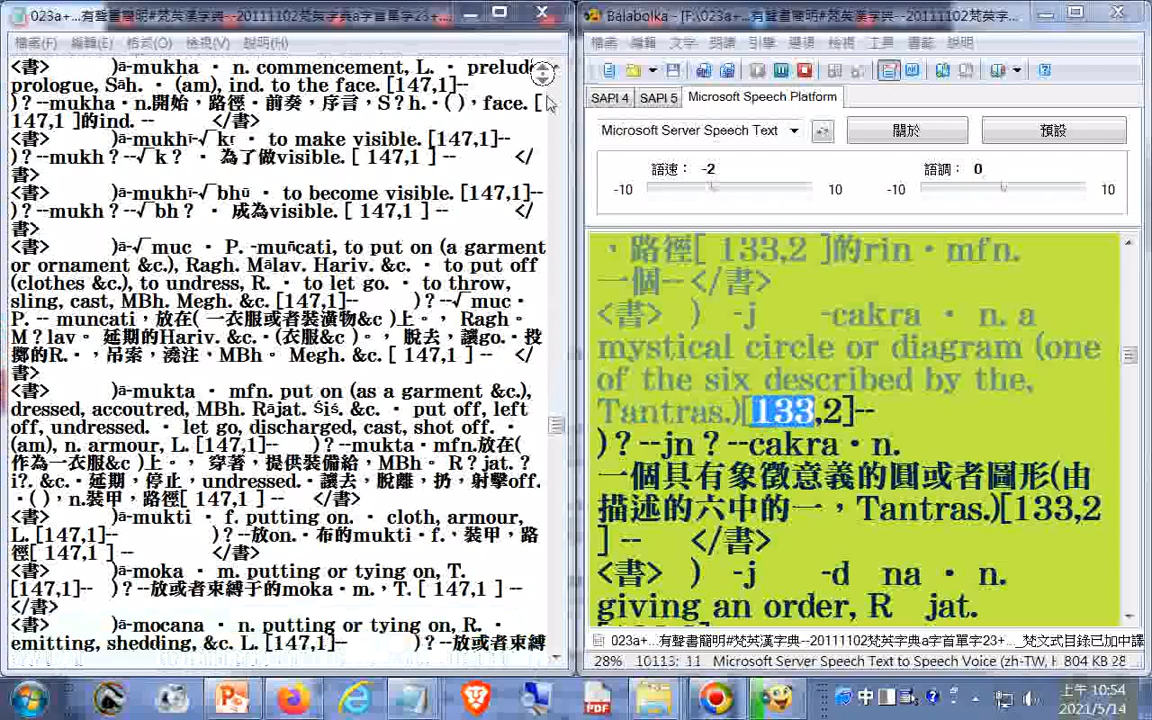 023a+...有聲書簡明#梵英漢字典--20111102梵英字典a字首單字23+...
檔案(F) 編輯(E) 格式(O) 檢視(V) 說明(H)
<書> )ā-mukha · n. commencement, L. · prelude
prologue, Sāh. · (am), ind. to the face. [147,1]
)?--mukha·n.開始,路徑·前奏,序言,S?h.·( ),face. [
147,1 ]的ind. -- </書>
<書> )ā-mukhī-√kṛ · to make visible. [147,1]--
)?--mukh?--√k? · 為了做visible. [ 147,1 ] -- </
書>
<書> )ā-mukhī-√bhū · to become visible. [147,1]--
)?--mukh?--√bh? · 成為visible. [ 147,1 ] -- </
書>
<書> )ā-√muc · P. -muñcati, to put on (a garment
or ornament &c.), Ragh. Mālav. Hariv. &c. · to put off
(clothes &c.), to undress, R. · to let go. · to throw,
sling, cast, MBh. Megh. &c. [147,1]-- )?--√muc·
P. -- muncati,放在( 一衣服或者裝潢物&c )上。, Ragh。
M?lav。 延期的Hariv. &c.·(衣服&c)。, 脫去,讓go.·投
擲的R.·,吊索,澆注,MBh。 Megh. &c. [ 147,1 ] -- </
書>
<書> )ā-mukta · mfn. put on (as a garment &c.),
dressed, accoutred, MBh. Rājat. Śiś. &c. · put off, left
off, undressed. · let go, discharged, cast, shot off. ·
(am), n. armour, L. [147,1]-- )?--mukta·mfn.放在(
作為一衣服&c )上。, 穿著,提供裝備給,MBh。 R?jat.?
i?. &c.·延期,停止,undressed.·讓去,脫離,扔,射擊off.
·( ),n.裝甲,路徑[ 147,1 ] -- </書>
<書> )ā-mukti · f. putting on. · cloth, armour,
L. [147,1]-- )?--放on.·布的mukti·f.,裝甲,路
徑[ 147,1 ] -- </書>
<書> )ā-moka · m. putting or tying on, T.
[147,1]-- )?--放或者束縛于的moka·m.,T. [ 147,1 ] --
</書>
<書> )ā-mocana · n. putting or tying on, R. ·
emitting, shedding, &c. L. [147,1]-- )?--放或者束縛
Balabolka - [F:\023a+...有聲書簡明#梵英漢字典--20111102梵英字...
檔案 編輯 文字 朗讀 引擎 選項 檢視 工具 書籤 說明
SAPI 4 SAPI 5 Microsoft Speech Platform
Microsoft Server Speech Text 關於 預設
語速: -2 語調: 0
-10 10 -10 10
,路徑[ 133,2 ]的rin·mfn.
一個--</書>
<書> ) -j -cakra · n. a
mystical circle or diagram (one
of the six described by the,
Tantras.)[133,2]--
)?--jn?--cakra·n.
一個具有象徵意義的圓或者圖形(由
描述的六中的一,Tantras.)[133,2
] -- </書>
<書> ) -j -d na · n.
giving an order, R jat.
023a+...有聲書簡明#梵英漢字典--20111102梵英字典a字首單字23+..._梵文式目錄已加中譯
28% 10113: 11 Microsoft Server Speech Text to Speech Voice (zh-TW, 804 KB 28
中
上午 10:54
2021/5/14